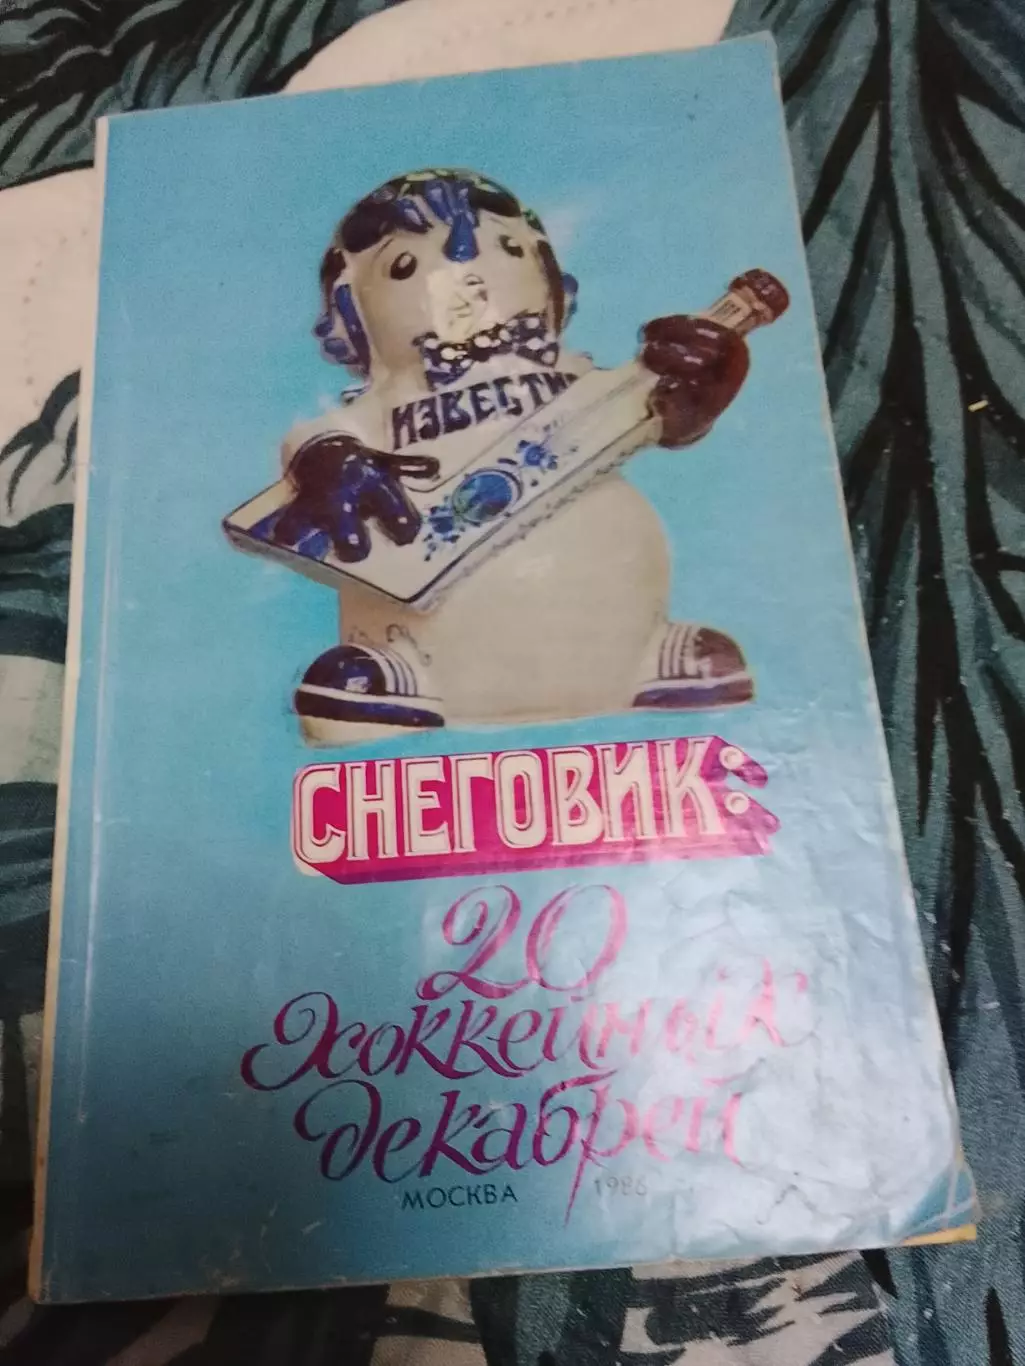 ИЗВЕСТИ
СНЕГОВИК:
20
хоккейных
декабрей
МОСКВА 1986